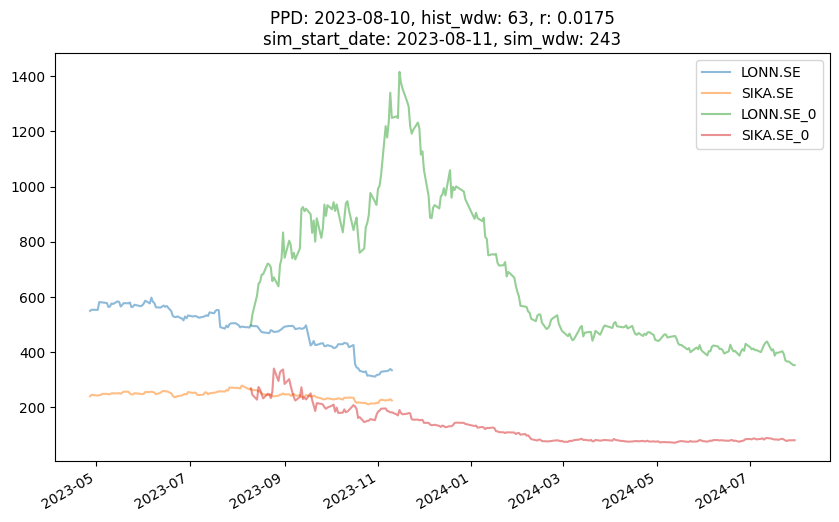 PPD: 2023-08-10, hist_wdw: 63, r: 0.0175
sim_start_date: 2023-08-11, sim_wdw: 243
LONN.SE
SIKA.SE
LONN.SE_0
SIKA.SE_0
1400
1200
1000
800
600
400
200
2023-05
2023-07
2023-09
2023-11
2024-01
2024-03
2024-05
2024-07